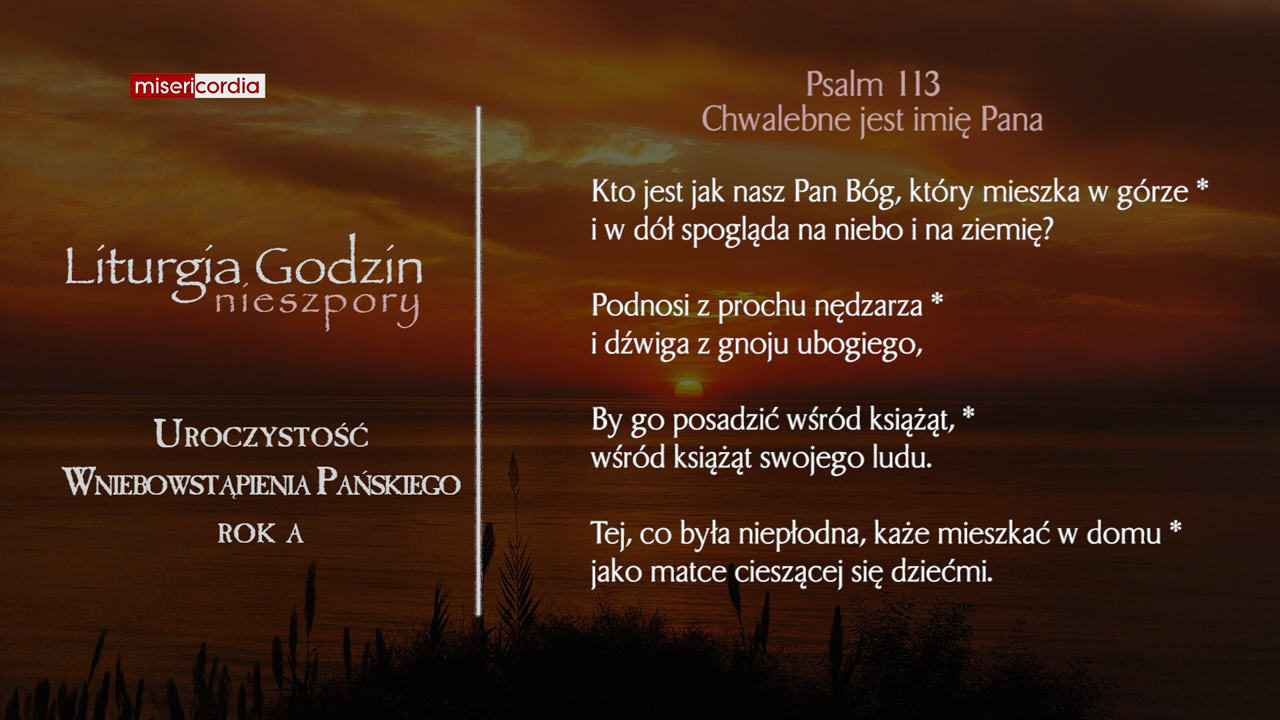 misericordia
Liturgia Godzin
nieszpory
Uroczystość
Wniebowstąpienia Pańskiego
rok a
Psalm 113
Chwalebne jest imię Pana
Kto jest jak nasz Pan Bóg, który mieszka w górze *
i w dół spogląda na niebo i na ziemię?
Podnosi z prochu nędzarza *
i dźwiga z gnoju ubogiego,
By go posadzić wśród książąt, *
wśród książąt swojego ludu.
Tej, co była niepłodna, każe mieszkać w domu *
jako matce cieszącej się dziećmi.